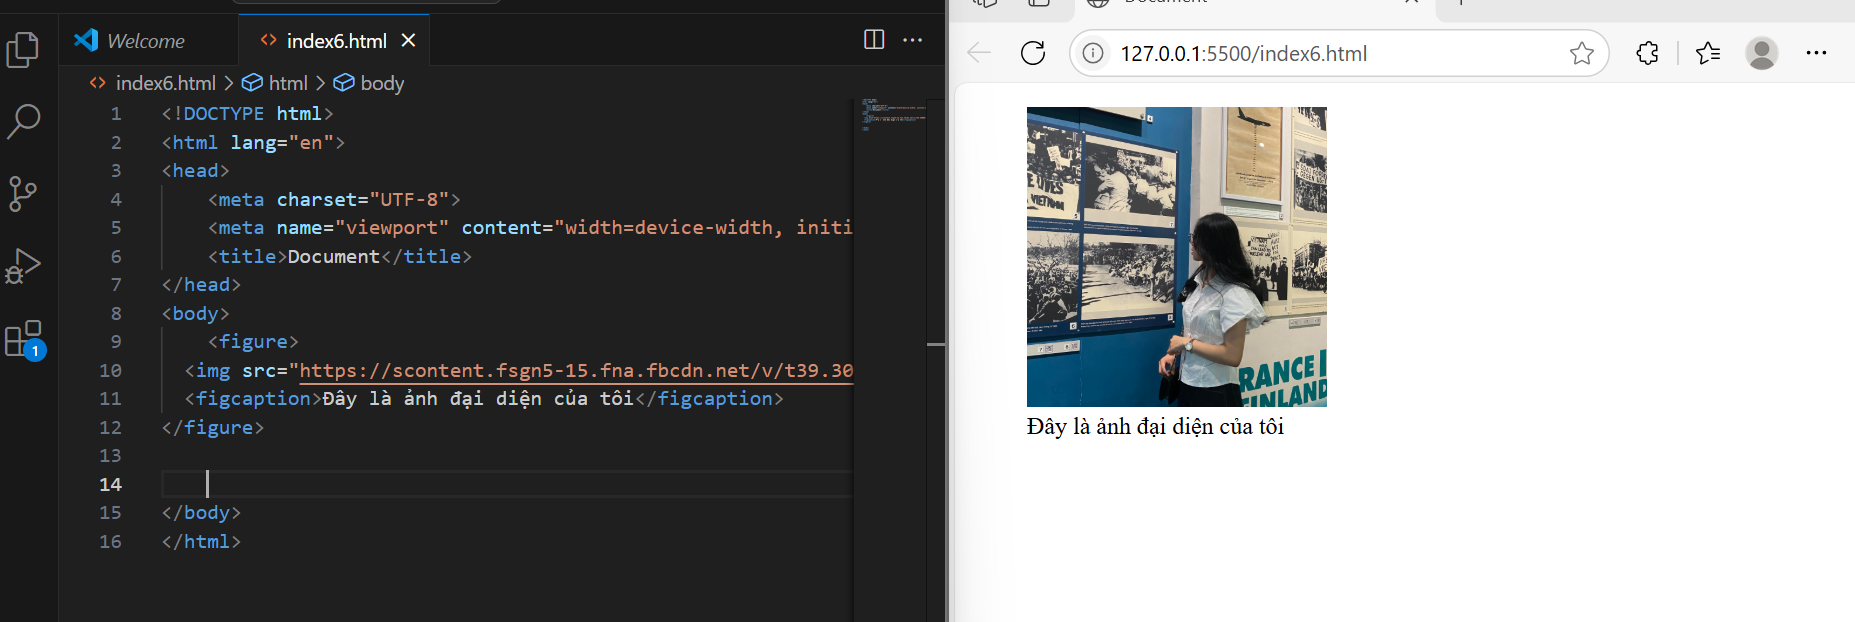 Welcome
index6.html
index6.html > html > body
1 <!DOCTYPE html>
2 <html lang="en">
3 <head>
4 <meta charset="UTF-8">
5 <meta name="viewport" content="width=device-width, initi
6 <title>Document</title>
7 </head>
8 <body>
9 <figure>
10 <img src="https://scontent.fsgn5-15.fna.fbcdn.net/v/t39.30
11 <figcaption>Đây là ảnh đại diện của tôi</figcaption>
12 </figure>
13
14
15 </body>
16 </html>
1
Document
127.0.0.1:5500/index6.html
VIETNAM
RANCE
FINLAND
Đây là ảnh đại diện của tôi